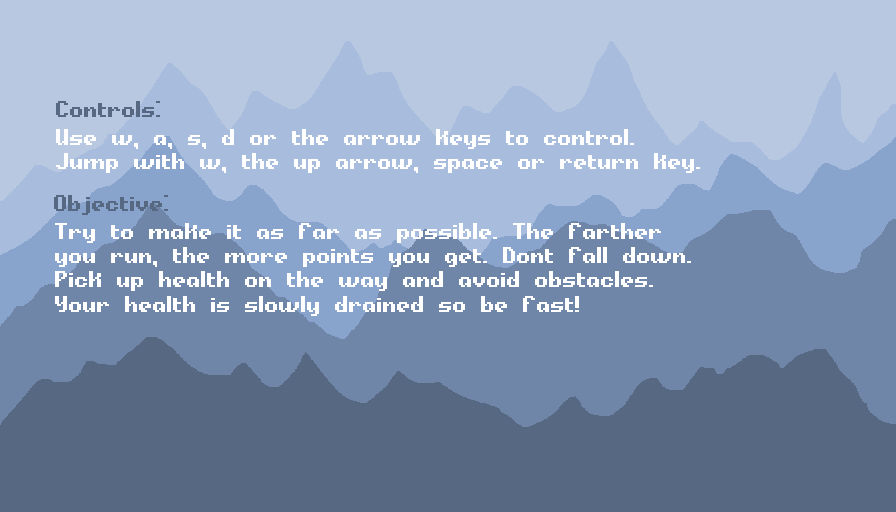 Controls:
Use w, a, s, d or the arrow keys to control.
Jump with w, the up arrow, space or return key.
Objective:
Try to make it as far as possible. The farther
you run, the more points you get. Dont fall down.
Pick up health on the way and avoid obstacles.
Your health is slowly drained so be fast!